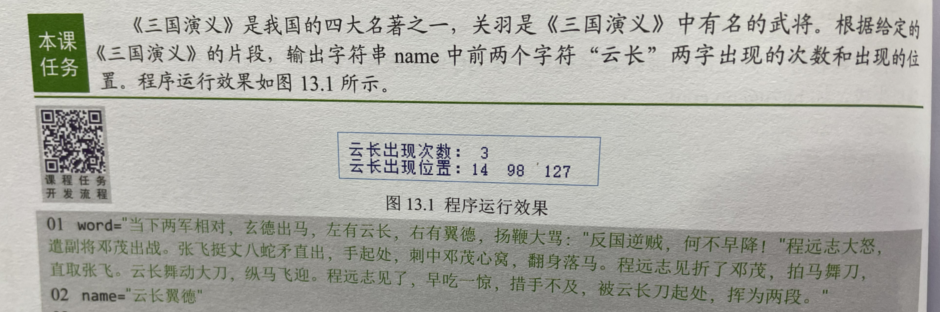 本课
任务
《三国演义》是我国的四大名著之一，关羽是《三国演义》中有名的武将。根据给定的
《三国演义》的片段，输出字符串 name 中前两个字符“云长”两字出现的次数和出现的位
置。程序运行效果如图 13.1 所示。
课程任务
开发流程
云长出现次数： 3
云长出现位置：14 98 127
图 13.1 程序运行效果
01 word="当下两军相对，玄德出马，左有云长，右有翼德，扬鞭大骂："反国逆贼，何不早降！"程远志大怒，
遣副将邓茂出战。张飞挺丈八蛇矛直出，手起处，刺中邓茂心窝，翻身落马。程远志见折了邓茂，拍马舞刀，
直取张飞。云长舞动大刀，纵马飞迎。程远志见了，早吃一惊，措手不及，被云长刀起处，挥为两段。"
02 name="云长翼德"